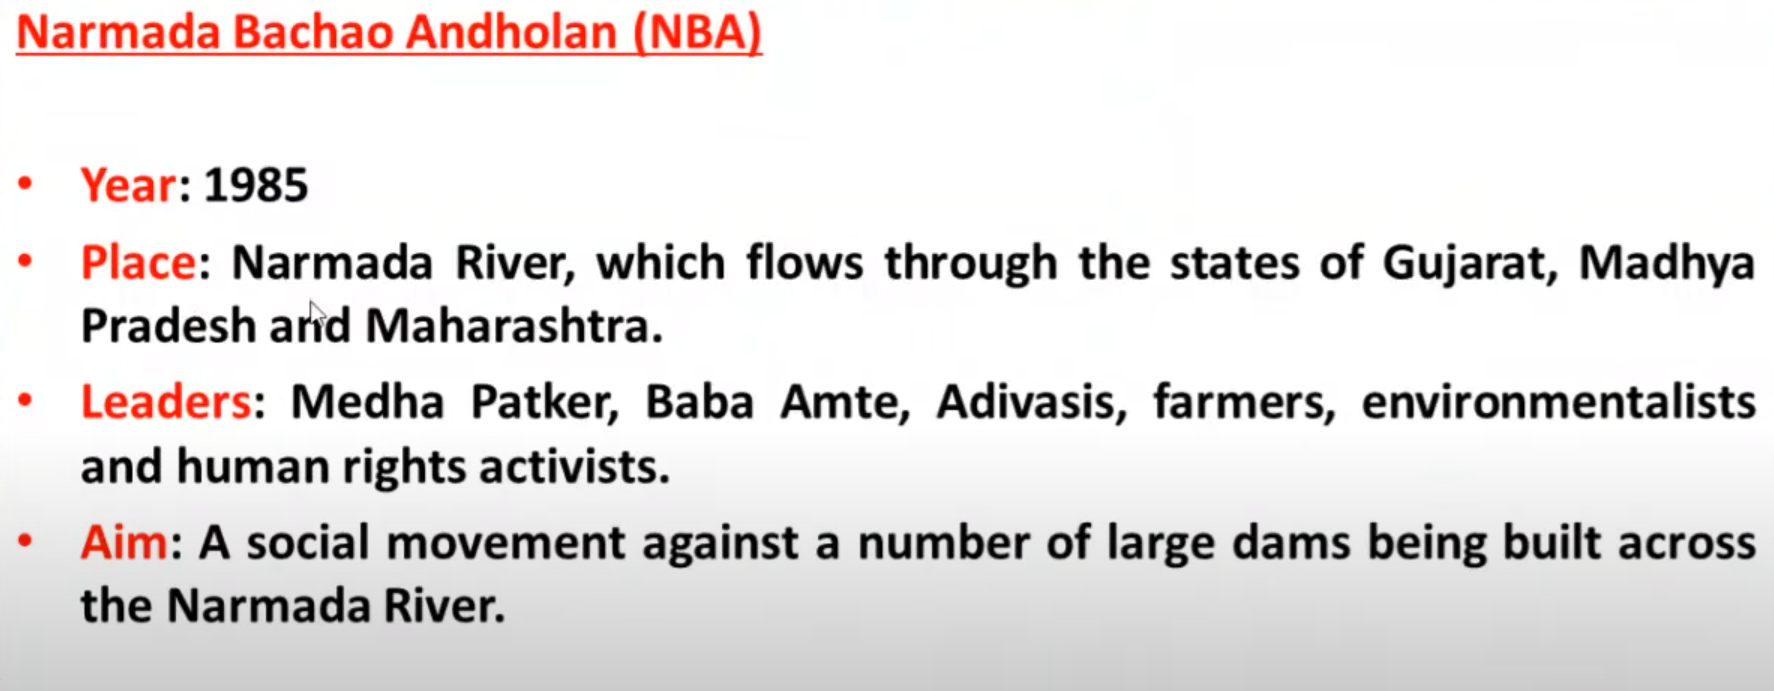 Narmada Bachao Andholan (NBA)
• Year: 1985
• Place: Narmada River, which flows through the states of Gujarat, Madhya
Pradesh and Maharashtra.
• Leaders: Medha Patker, Baba Amte, Adivasis, farmers, environmentalists
and human rights activists.
• Aim: A social movement against a number of large dams being built across
the Narmada River.